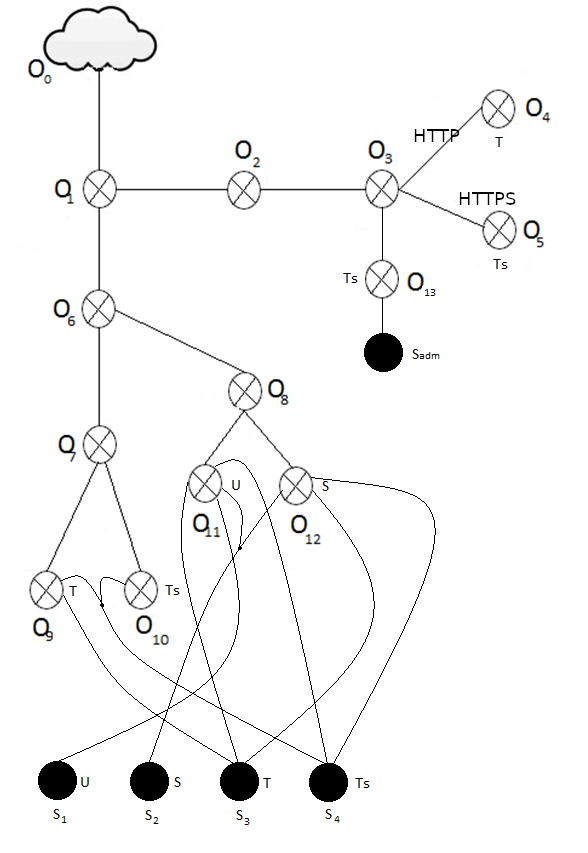 O₀
O₁
O₂
O₃
HTTP
O₄
T
HTTPS
O₅
Ts
Ts
O₁₃
Sadm
O₆
O₈
O₇
U
S
O₁₁
O₁₂
T
Ts
O₉
O₁₀
U
S
T
Ts
S₁
S₂
S₃
S₄